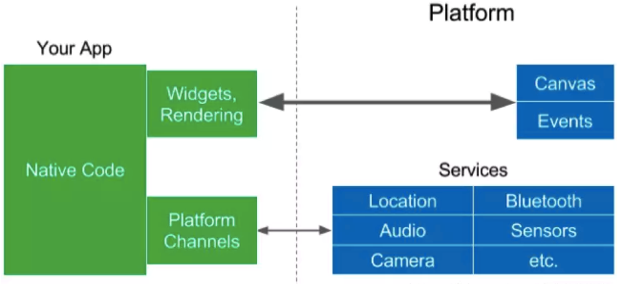 Platform
Your App
Widgets,
Rendering
Canvas
Events
Native Code
Services
Platform
Channels
Location
Bluetooth
Audio
Sensors
Camera
etc.